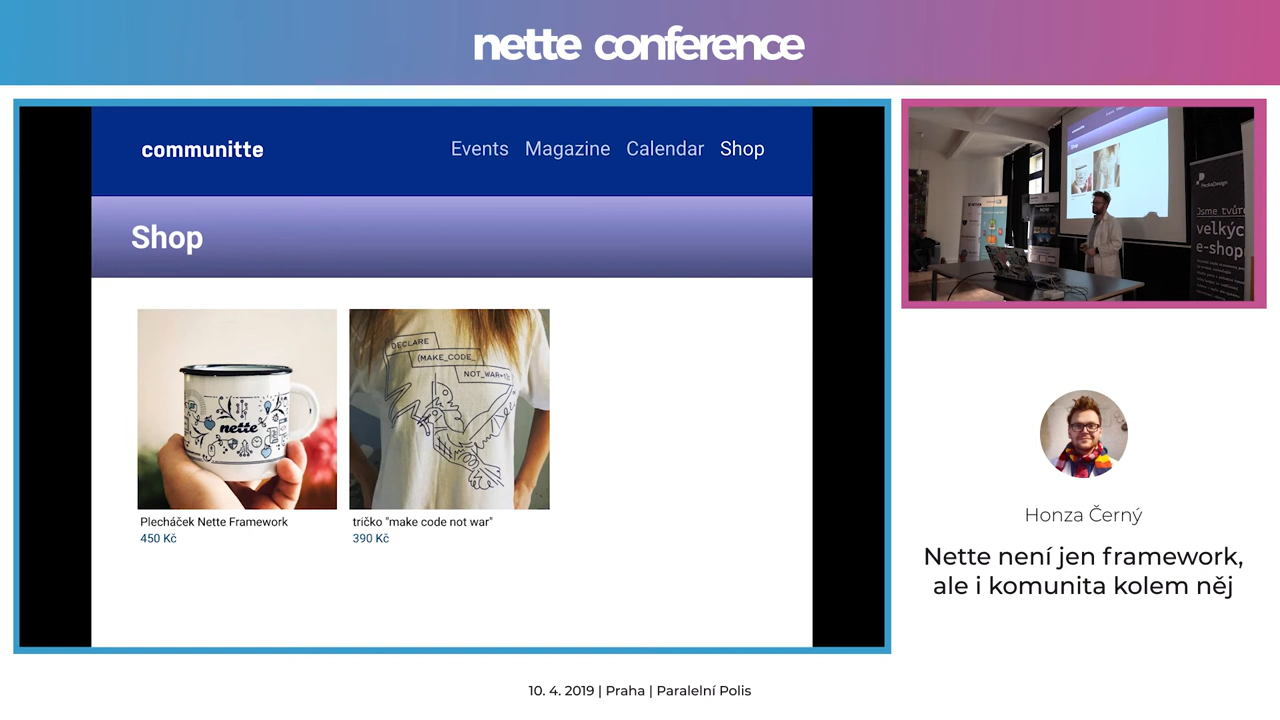 nette conference
communitte
Events Magazine Calendar Shop
Shop
DECLARE
(MAKE_CODE_
nette
Plecháček Nette Framework
450 Kč
tričko "make code not war"
390 Kč
PeckaDesign
Jsme tvůrc
velkýc
e-shop
Honza Černý
Nette není jen framework,
ale i komunita kolem něj
10. 4. 2019 | Praha | Paralelní Polis